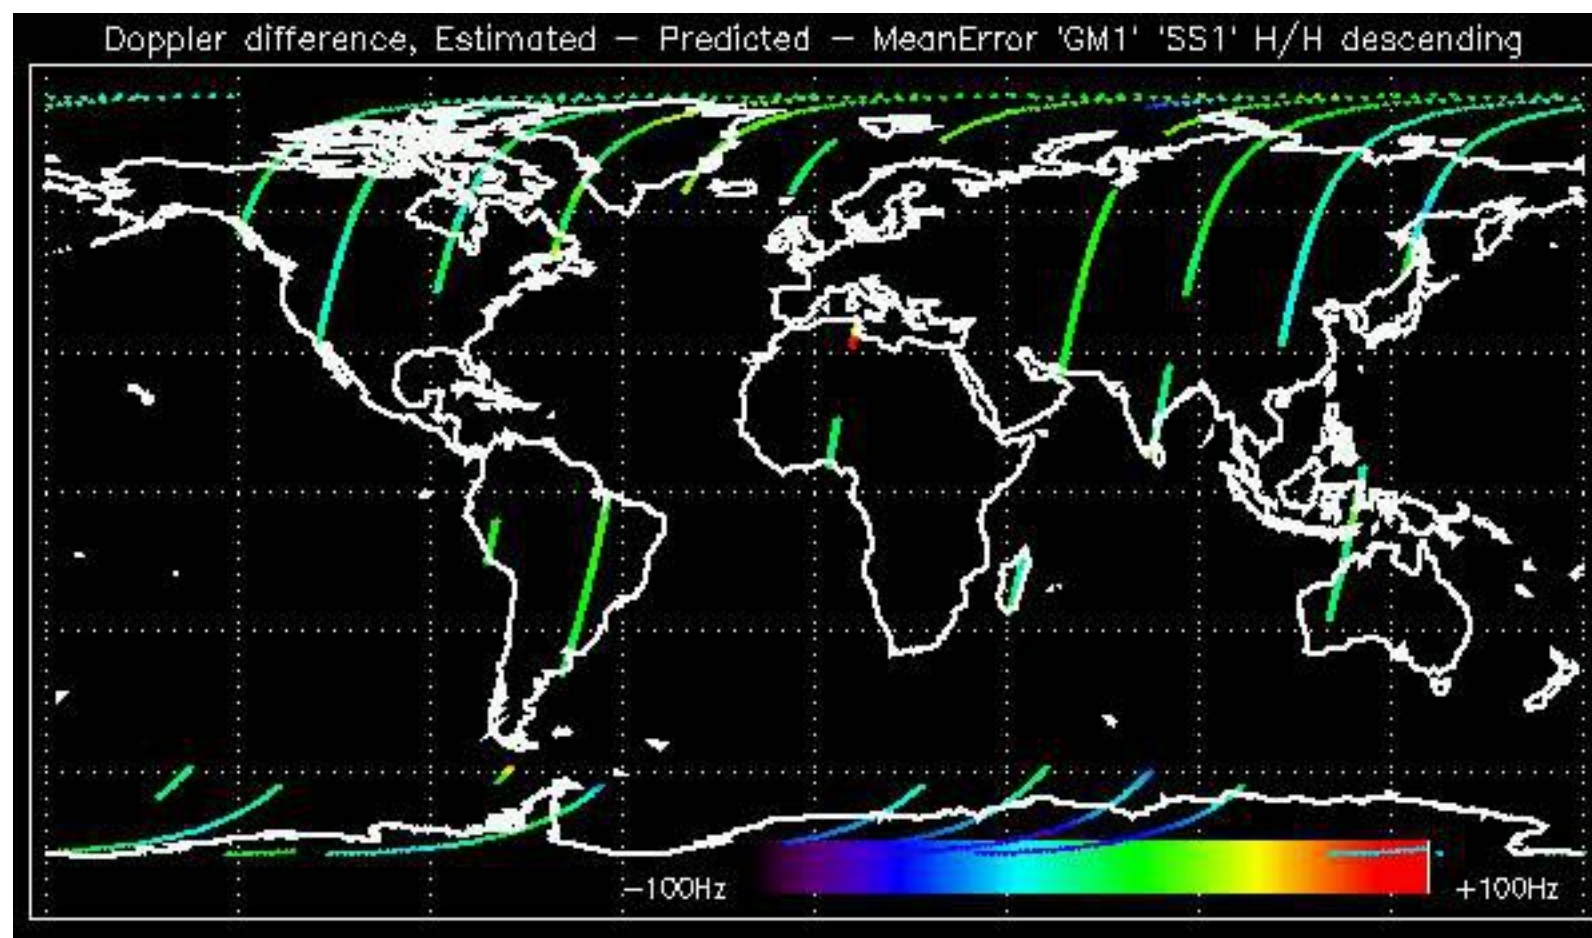 Doppler difference, Estimated – Predicted – MeanError 'GM1' 'SS1' H/H descending
–100Hz
+100Hz